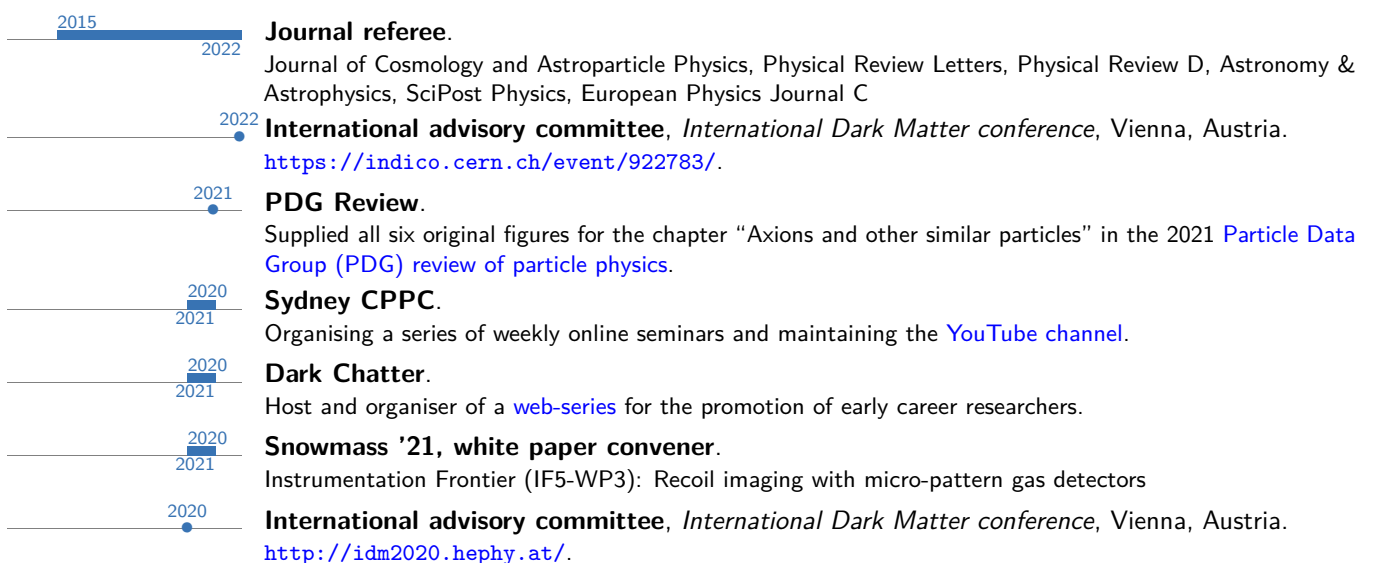 2015
2022
Journal referee.
Journal of Cosmology and Astroparticle Physics, Physical Review Letters, Physical Review D, Astronomy &
Astrophysics, SciPost Physics, European Physics Journal C
2022
International advisory committee, International Dark Matter conference, Vienna, Austria.
https://indico.cern.ch/event/922783/.
2021
PDG Review.
Supplied all six original figures for the chapter “Axions and other similar particles” in the 2021 Particle Data
Group (PDG) review of particle physics.
2020
2021
Sydney CPPC.
Organising a series of weekly online seminars and maintaining the YouTube channel.
2020
2021
Dark Chatter.
Host and organiser of a web-series for the promotion of early career researchers.
2020
2021
Snowmass ’21, white paper convener.
Instrumentation Frontier (IF5-WP3): Recoil imaging with micro-pattern gas detectors
2020
International advisory committee, International Dark Matter conference, Vienna, Austria.
http://idm2020.hephy.at/.